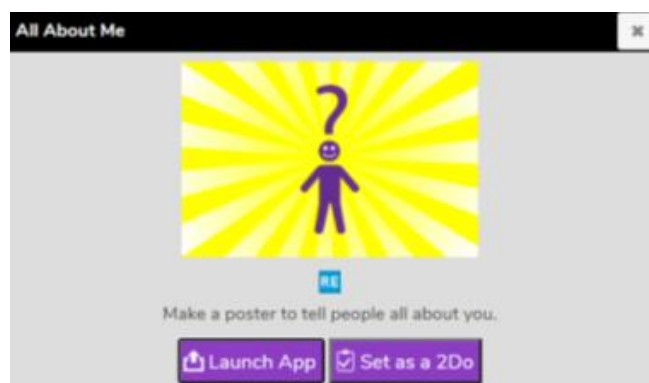 All About Me
?
RE
Make a poster to tell people all about you.
Launch App
Set as a 2Do